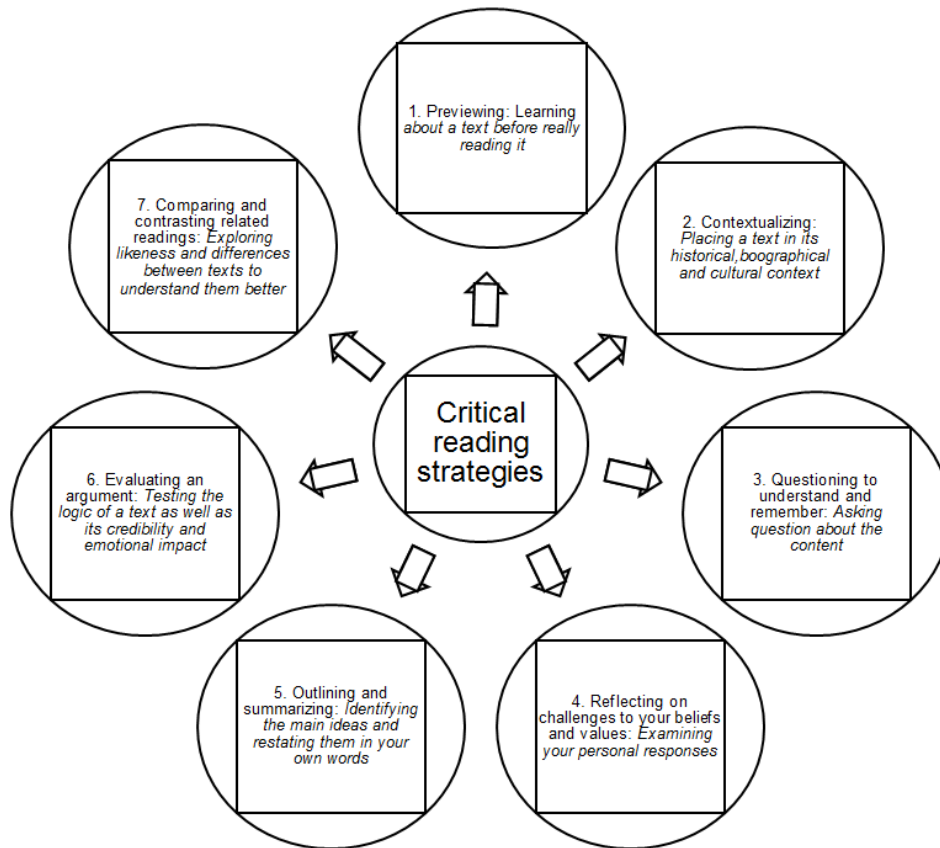 1. Previewing: Learning
about a text before really
reading it
2. Contextualizing:
Placing a text in its
historical,boographical
and cultural context
3. Questioning to
understand and
remember: Asking
question about the
content
4. Reflecting on
challenges to your beliefs
and values: Examining
your personal responses
5. Outlining and
summarizing: Identifying
the main ideas and
restating them in your
own words
6. Evaluating an
argument: Testing the
logic of a text as well as
its credibility and
emotional impact
7. Comparing and
contrasting related
readings: Exploring
likeness and differences
between texts to
understand them better
Critical
reading
strategies